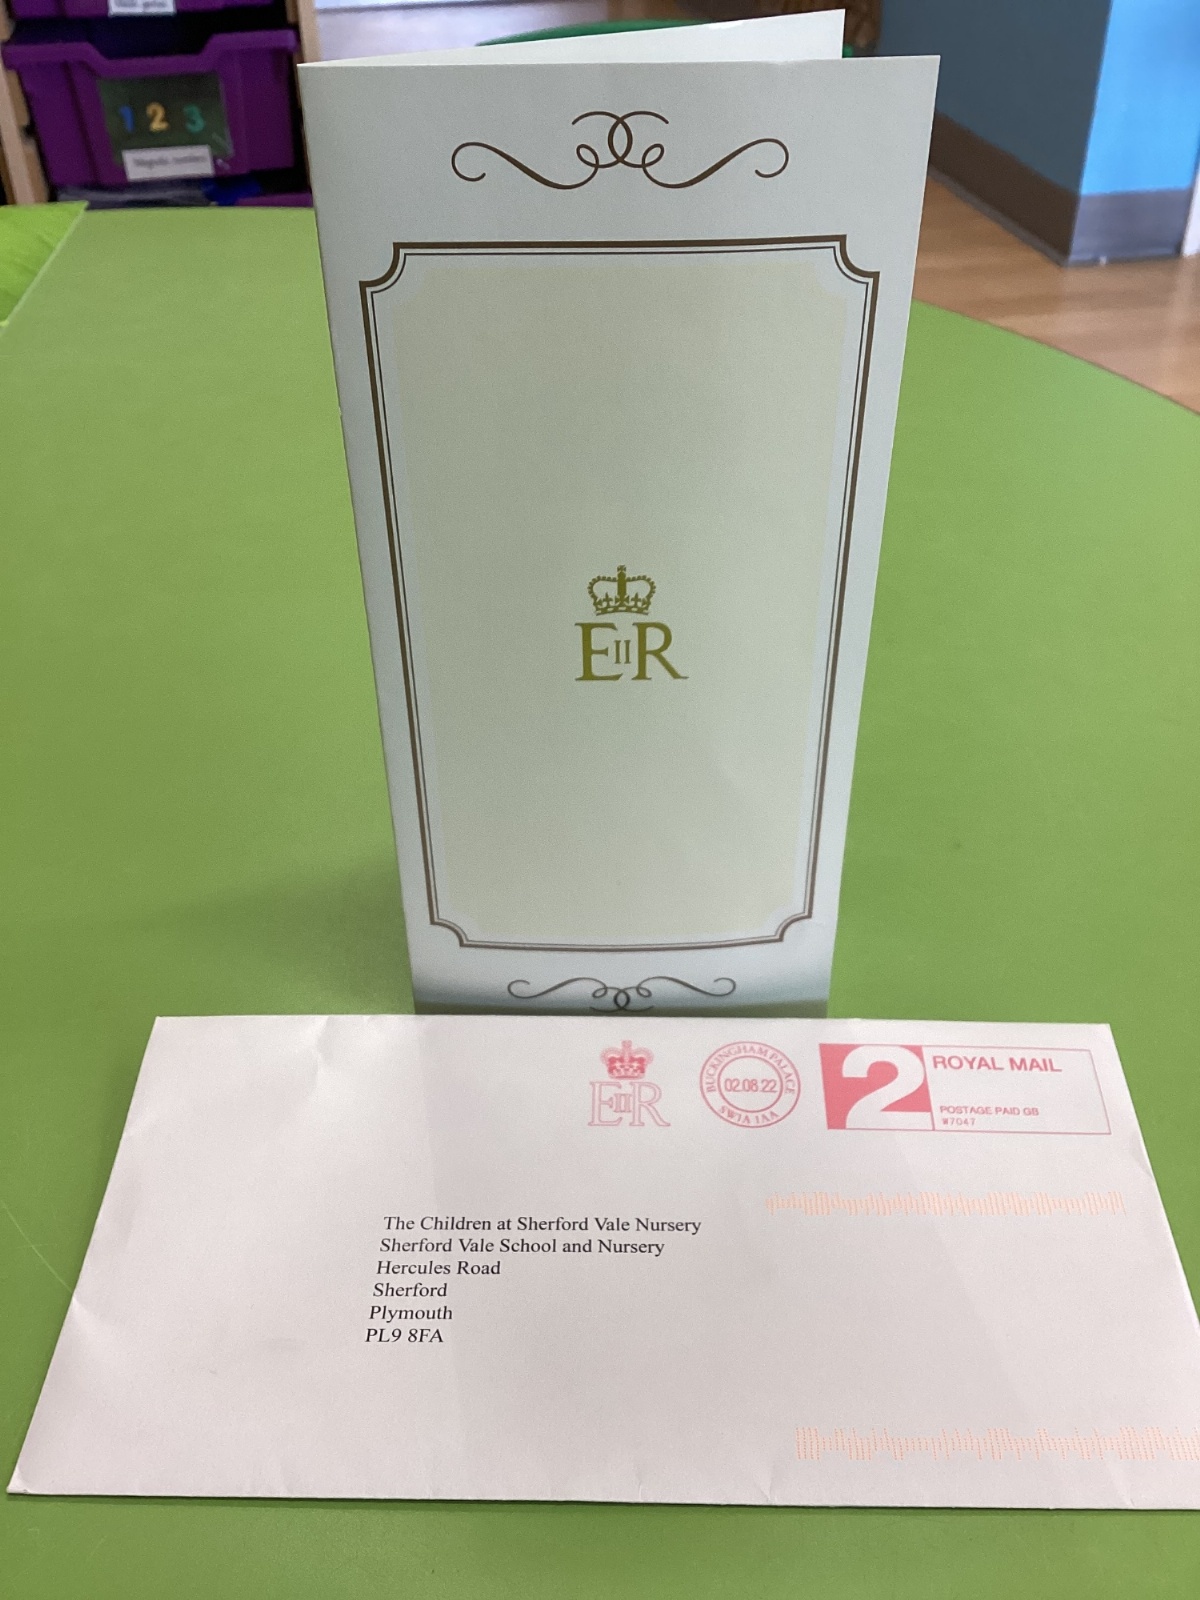 1 2 3
EIIR
EIIR
BUCKINGHAM PALACE
02.08.22
SW1A 1AA
2
ROYAL MAIL
POSTAGE PAID GB
W7047
The Children at Sherford Vale Nursery
Sherford Vale School and Nursery
Hercules Road
Sherford
Plymouth
PL9 8FA